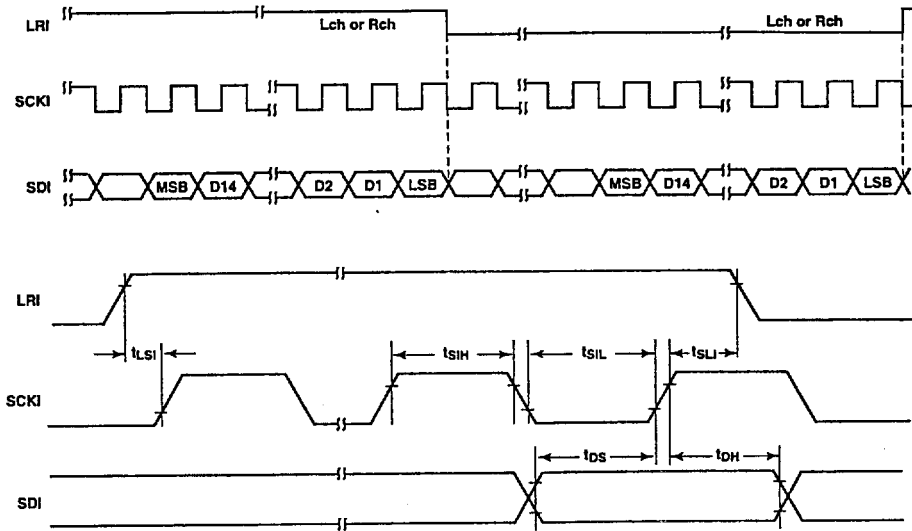 LRI
Lch or Rch
Lch or Rch
SCKI
SDI
MSB D14 D2 D1 LSB MSB D14 D2 D1 LSB
LRI
tLSI tSIH tSIL tSLI
SCKI
tDS tDH
SDI